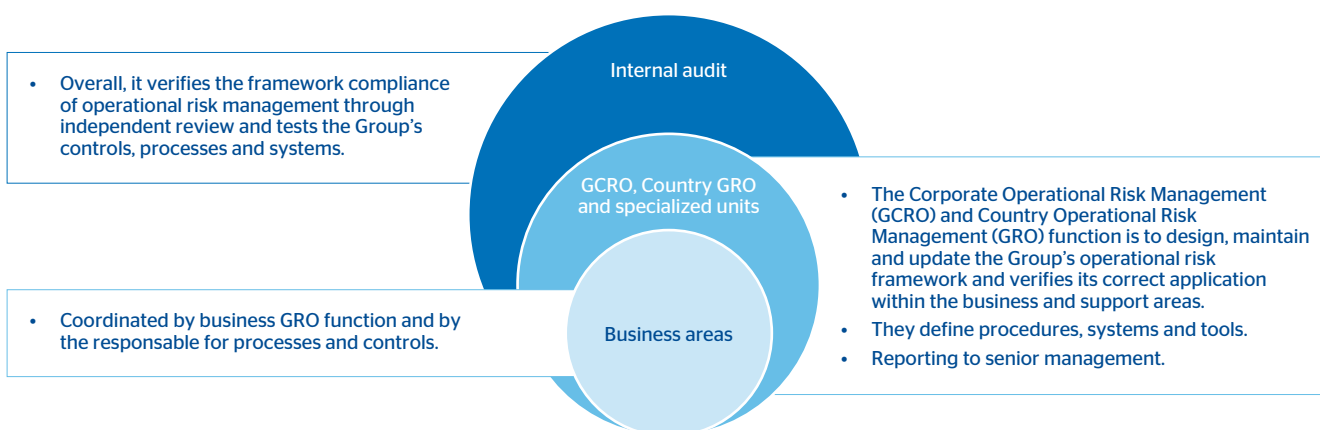 Internal audit
• Overall, it verifies the framework compliance
of operational risk management through
independent review and tests the Group's
controls, processes and systems.
GCRO, Country GRO
and specialized units
• The Corporate Operational Risk Management
(GCRO) and Country Operational Risk
Management (GRO) function is to design, maintain
and update the Group's operational risk
framework and verifies its correct application
within the business and support areas.
• They define procedures, systems and tools.
• Reporting to senior management.
• Coordinated by business GRO function and by
the responsable for processes and controls.
Business areas